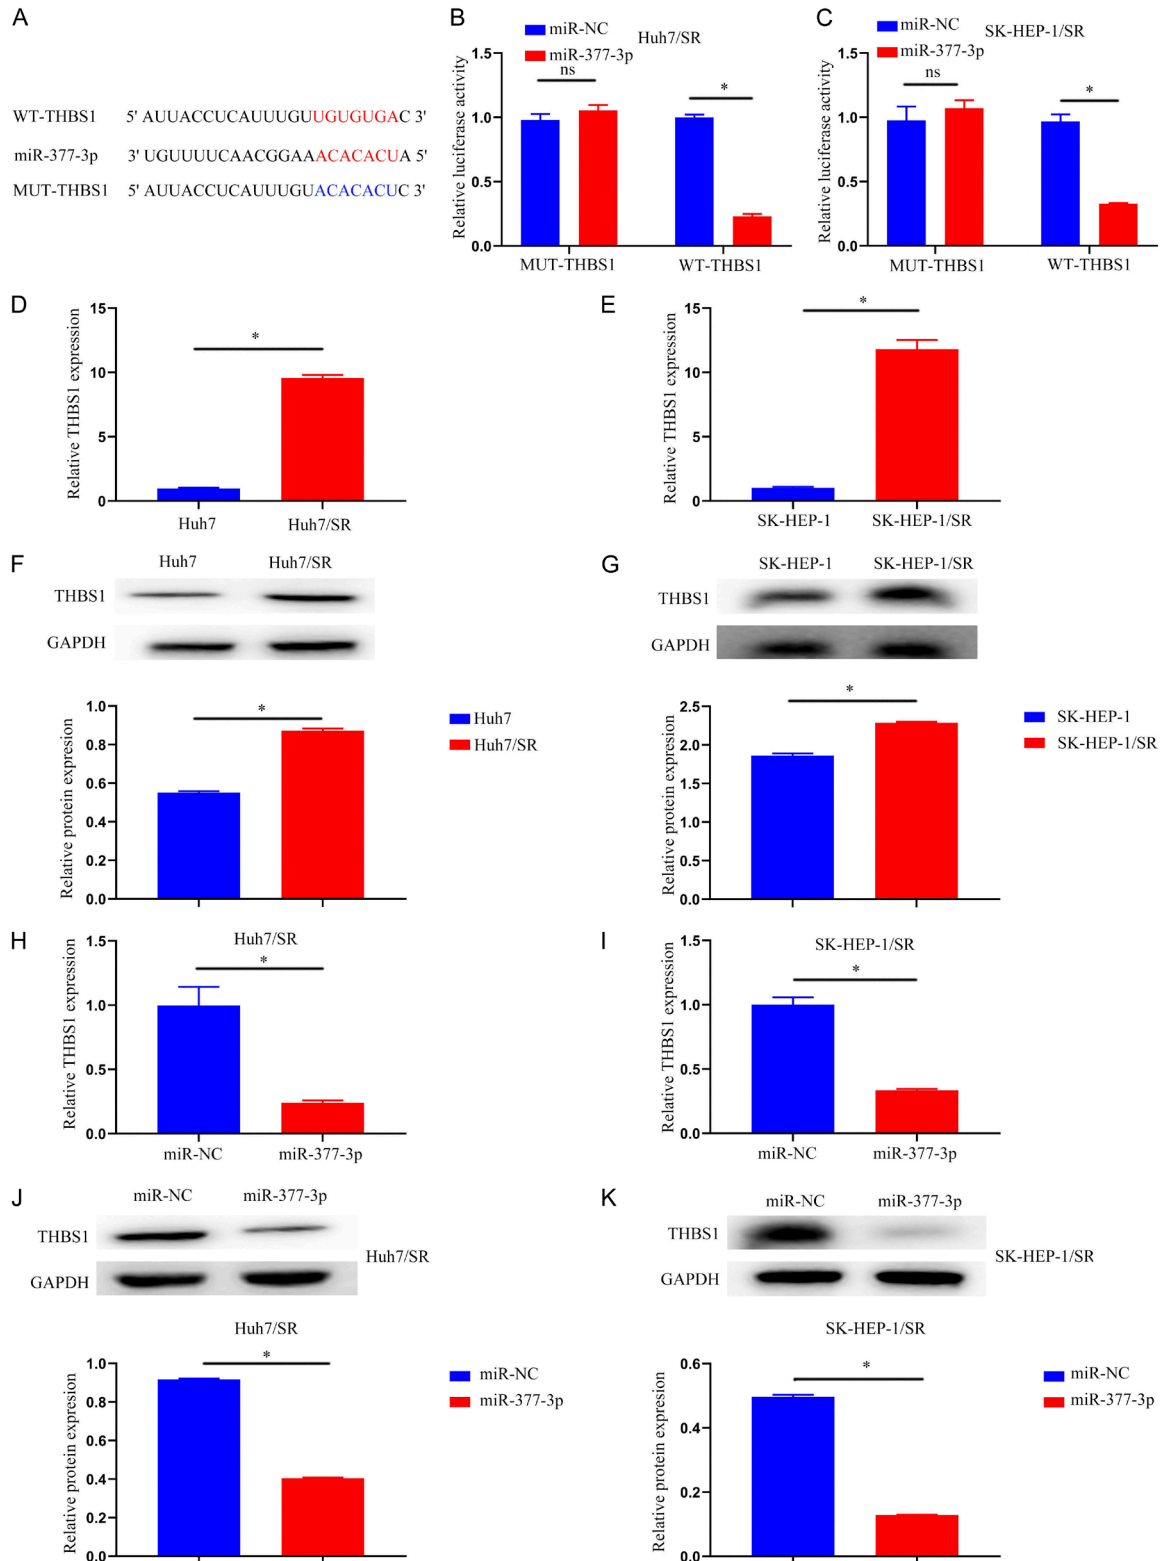 A
WT-THBS1 5' AUUACCUCAUUUGUUGUGUGAC 3'
miR-377-3p 3' UGUUUUCAACGGAAACACACUA 5'
MUT-THBS1 5' AUUACCUCAUUUGUACACACUC 3'
B
miR-NC
miR-377-3p
Huh7/SR
Relative luciferase activity
1.5
1.0
0.5
0.0
ns
*
MUT-THBS1 WT-THBS1
C
miR-NC
miR-377-3p
SK-HEP-1/SR
Relative luciferase activity
1.5
1.0
0.5
0.0
ns
*
MUT-THBS1 WT-THBS1
D
Relative THBS1 expression
15
10
5
0
*
Huh7 Huh7/SR
E
Relative THBS1 expression
15
10
5
0
*
SK-HEP-1 SK-HEP-1/SR
F
Huh7 Huh7/SR
THBS1
GAPDH
Relative protein expresion
1.0
0.8
0.6
0.4
0.2
0.0
*
Huh7
Huh7/SR
G
SK-HEP-1 SK-HEP-1/SR
THBS1
GAPDH
Relative protein expresion
2.5
2.0
1.5
1.0
0.5
0.0
*
SK-HEP-1
SK-HEP-1/SR
H
Huh7/SR
Relative THBS1 expression
1.5
1.0
0.5
0.0
*
miR-NC miR-377-3p
I
SK-HEP-1/SR
Relative THBS1 expression
1.5
1.0
0.5
0.0
*
miR-NC miR-377-3p
J
miR-NC miR-377-3p
THBS1
GAPDH
Huh7/SR
Huh7/SR
Relative protein expresion
1.0
0.8
0.6
0.4
0.2
0.0
*
miR-NC
miR-377-3p
K
miR-NC miR-377-3p
THBS1
GAPDH
SK-HEP-1/SR
SK-HEP-1/SR
Relative protein expresion
0.6
0.4
0.2
0.0
*
miR-NC
miR-377-3p